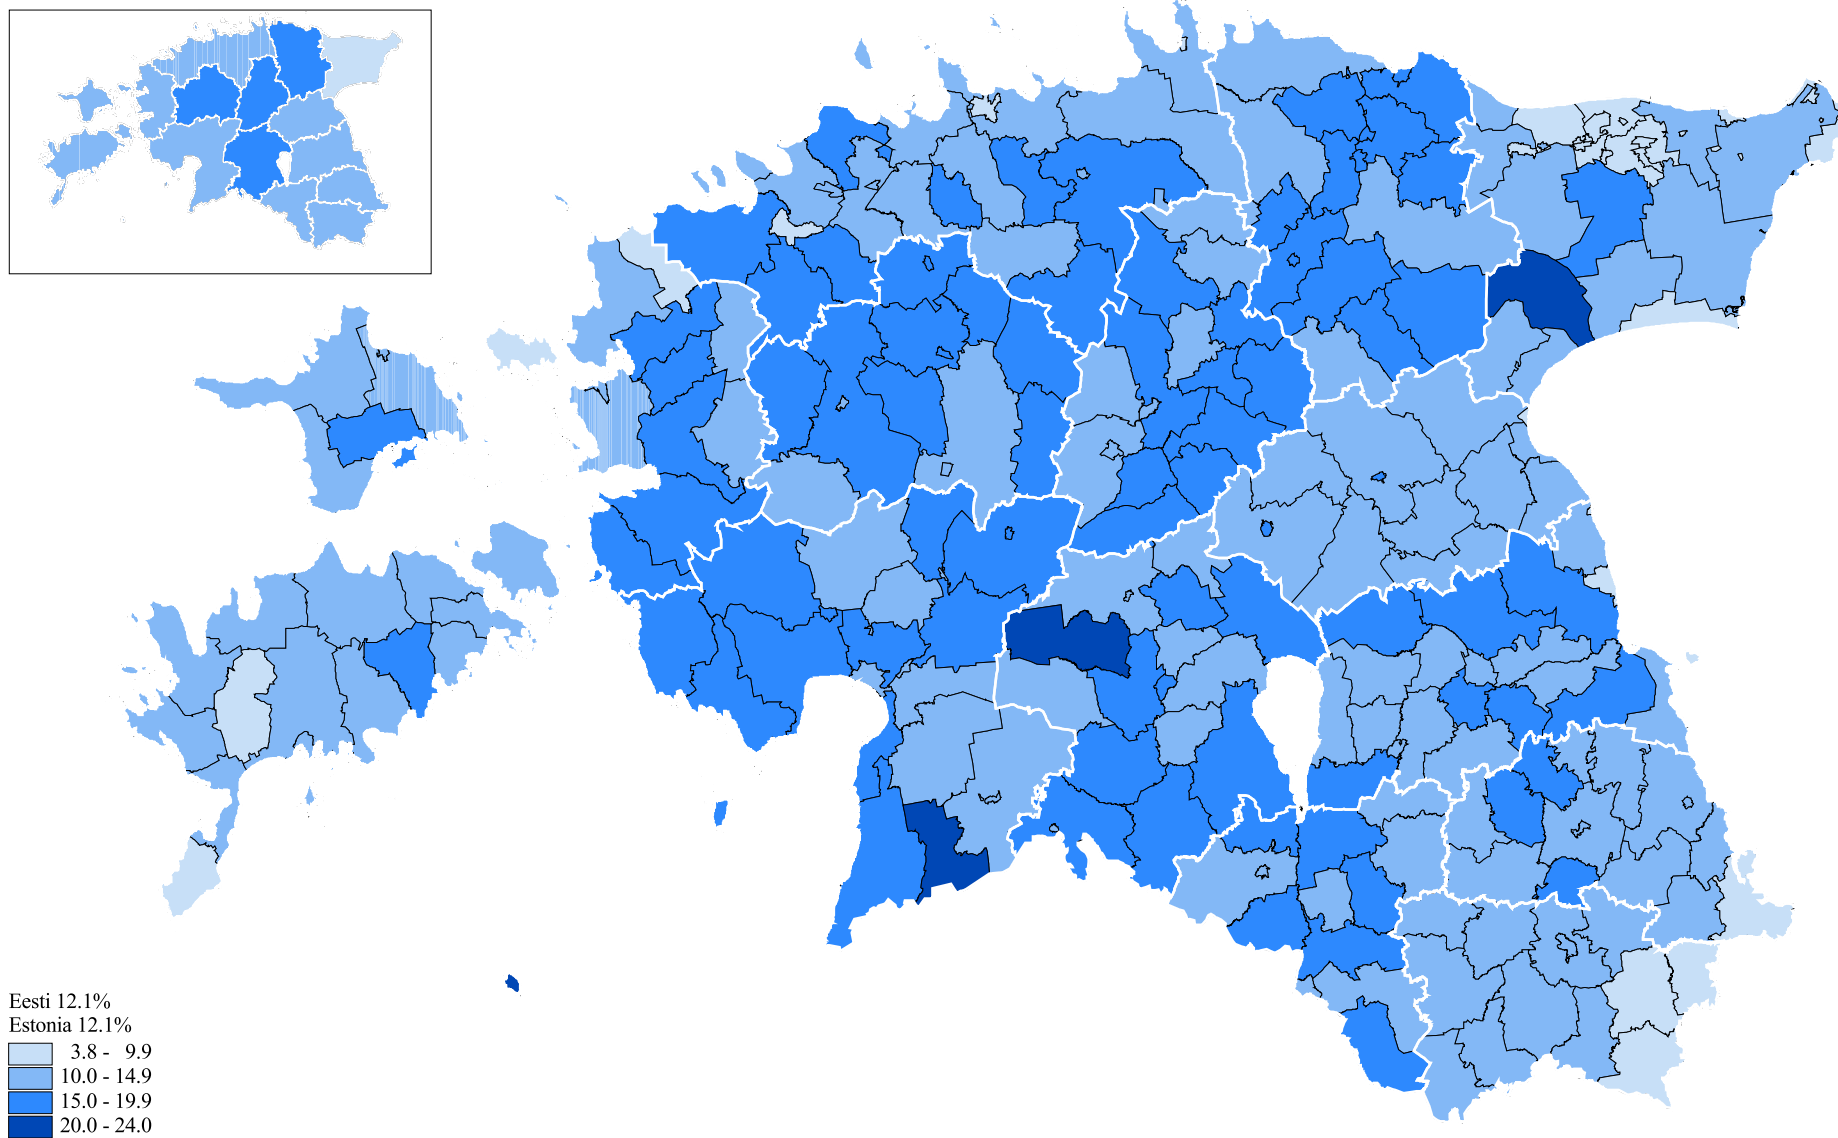 Eesti 12.1%
Estonia 12.1%
3.8 - 9.9
10.0 - 14.9
15.0 - 19.9
20.0 - 24.0